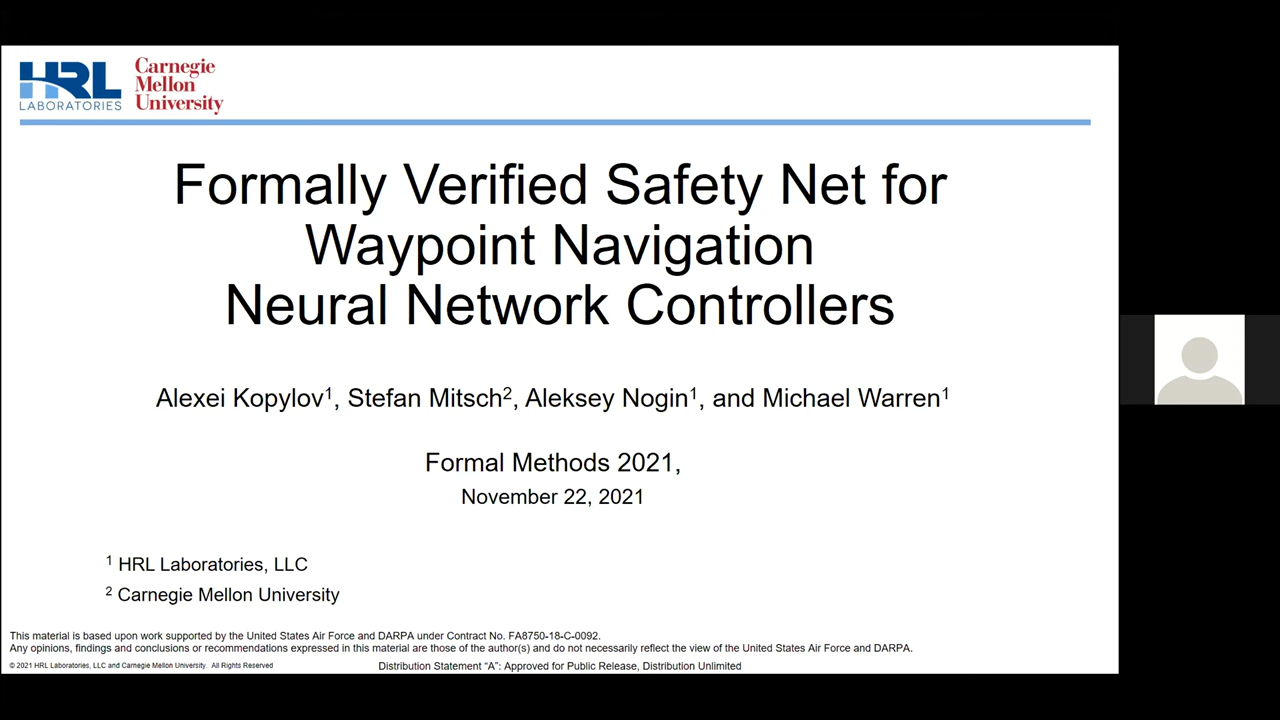 HRL
LABORATORIES
Carnegie
Mellon
University
Formally Verified Safety Net for
Waypoint Navigation
Neural Network Controllers
Alexei Kopylov¹, Stefan Mitsch², Aleksey Nogin¹, and Michael Warren¹
Formal Methods 2021,
November 22, 2021
¹ HRL Laboratories, LLC
² Carnegie Mellon University
This material is based upon work supported by the United States Air Force and DARPA under Contract No. FA8750-18-C-0092.
Any opinions, findings and conclusions or recommendations expressed in this material are those of the author(s) and do not necessarily reflect the view of the United States Air Force and DARPA.
© 2021 HRL Laboratories, LLC and Carnegie Mellon University. All Rights Reserved
Distribution Statement “A”: Approved for Public Release, Distribution Unlimited